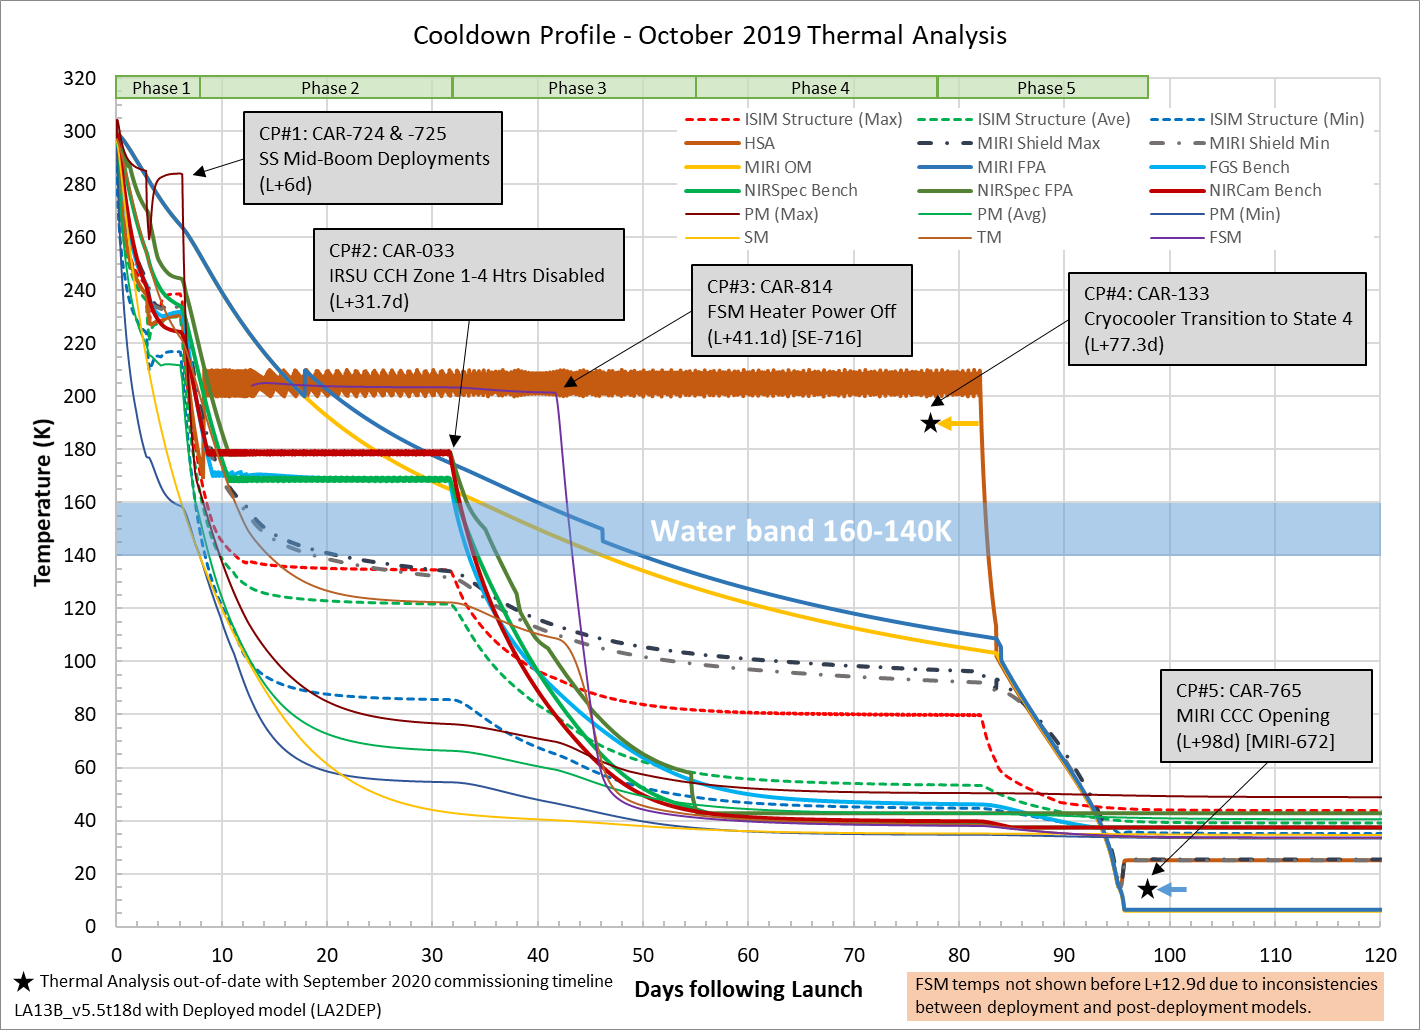 Cooldown Profile - October 2019 Thermal Analysis
Phase 1
Phase 2
Phase 3
Phase 4
Phase 5
ISIM Structure (Max)
ISIM Structure (Ave)
ISIM Structure (Min)
HSA
MIRI Shield Max
MIRI Shield Min
MIRI OM
MIRI FPA
FGS Bench
NIRSpec Bench
NIRSpec FPA
NIRCam Bench
PM (Max)
PM (Avg)
PM (Min)
SM
TM
FSM
CP#1: CAR-724 & -725
SS Mid-Boom Deployments
(L+6d)
CP#2: CAR-033
IRSU CCH Zone 1-4 Htrs Disabled
(L+31.7d)
CP#3: CAR-814
FSM Heater Power Off
(L+41.1d) [SE-716]
CP#4: CAR-133
Cryocooler Transition to State 4
(L+77.3d)
Water band 160-140K
CP#5: CAR-765
MIRI CCC Opening
(L+98d) [MIRI-672]
Temperature (K)
320
300
280
260
240
220
200
180
160
140
120
100
80
60
40
20
0
0
10
20
30
40
50
60
70
80
90
100
110
120
Days following Launch
★ Thermal Analysis out-of-date with September 2020 commissioning timeline
LA13B_v5.5t18d with Deployed model (LA2DEP)
FSM temps not shown before L+12.9d due to inconsistencies
between deployment and post-deployment models.